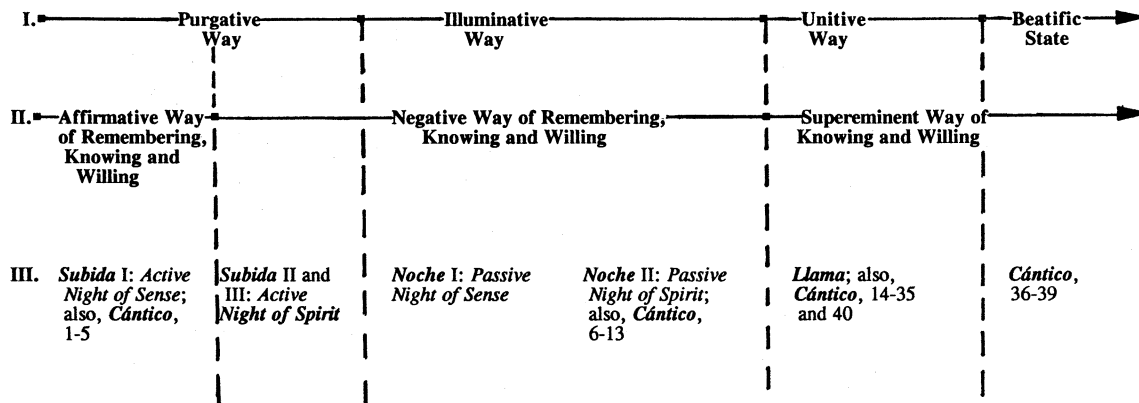 I. Purgative Way
Illuminative Way
Unitive Way
Beatific State
II. Affirmative Way
of Remembering,
Knowing and
Willing
Negative Way of Remembering,
Knowing and Willing
Supereminent Way of
Knowing and Willing
III. Subida I: Active
Night of Sense;
also, Cántico,
1-5
Subida II and
III: Active
Night of Spirit
Noche I: Passive
Night of Sense
Noche II: Passive
Night of Spirit;
also, Cántico,
6-13
Llama; also,
Cántico, 14-35
and 40
Cántico,
36-39